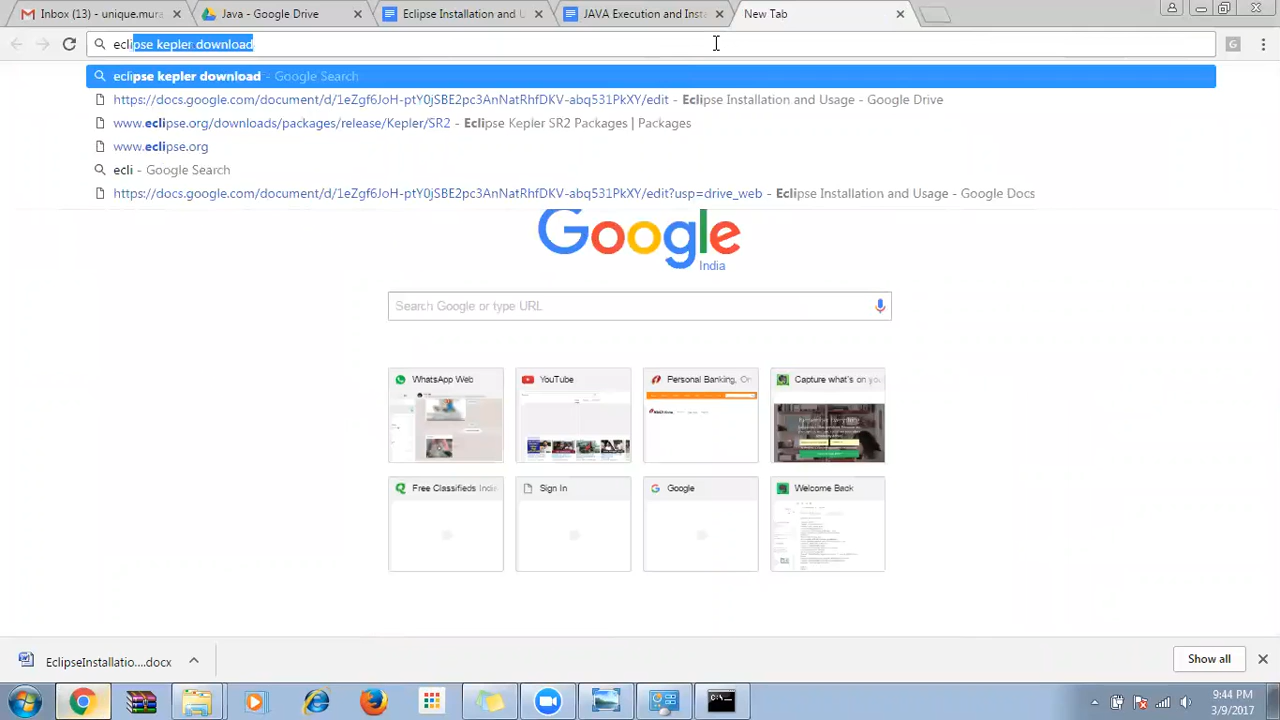 Inbox (13) - unique.mura
Java - Google Drive
Eclipse Installation and U
JAVA Execution and Inst
New Tab
eclipse kepler download
eclipse kepler download - Google Search
https://docs.google.com/document/d/1eZgf6JoH-ptY0jSBE2pc3AnNatRhfDKV-abq531PkXY/edit - Eclipse Installation and Usage - Google Drive
www.eclipse.org/downloads/packages/release/Kepler/SR2 - Eclipse Kepler SR2 Packages | Packages
www.eclipse.org
ecli - Google Search
https://docs.google.com/document/d/1eZgf6JoH-ptY0jSBE2pc3AnNatRhfDKV-abq531PkXY/edit?usp=drive_web - Eclipse Installation and Usage - Google Docs
Google
India
Search Google or type URL
WhatsApp Web
YouTube
Personal Banking, On
Capture what's on you
Free Classifieds India
Sign In
Google
Welcome Back
EclipseInstallatio....docx
Show all
9:44 PM
3/9/2017